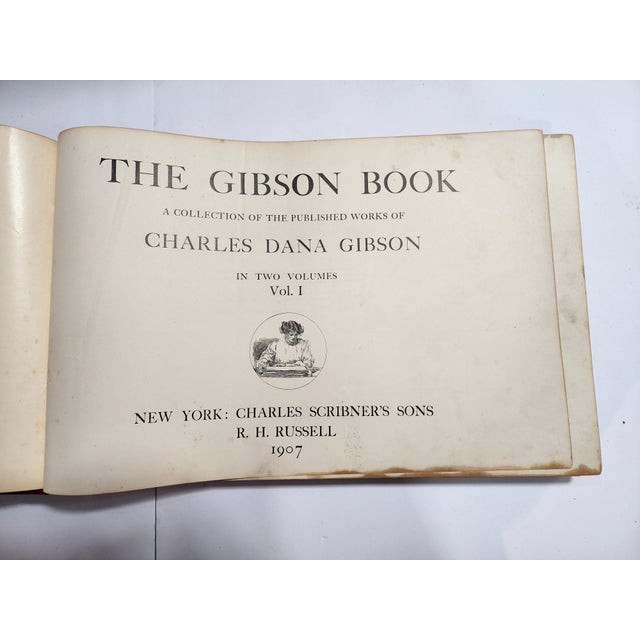 THE GIBSON BOOK
A COLLECTION OF THE PUBLISHED WORKS OF
CHARLES DANA GIBSON
IN TWO VOLUMES
Vol. I
NEW YORK: CHARLES SCRIBNER'S SONS
R. H. RUSSELL
1907